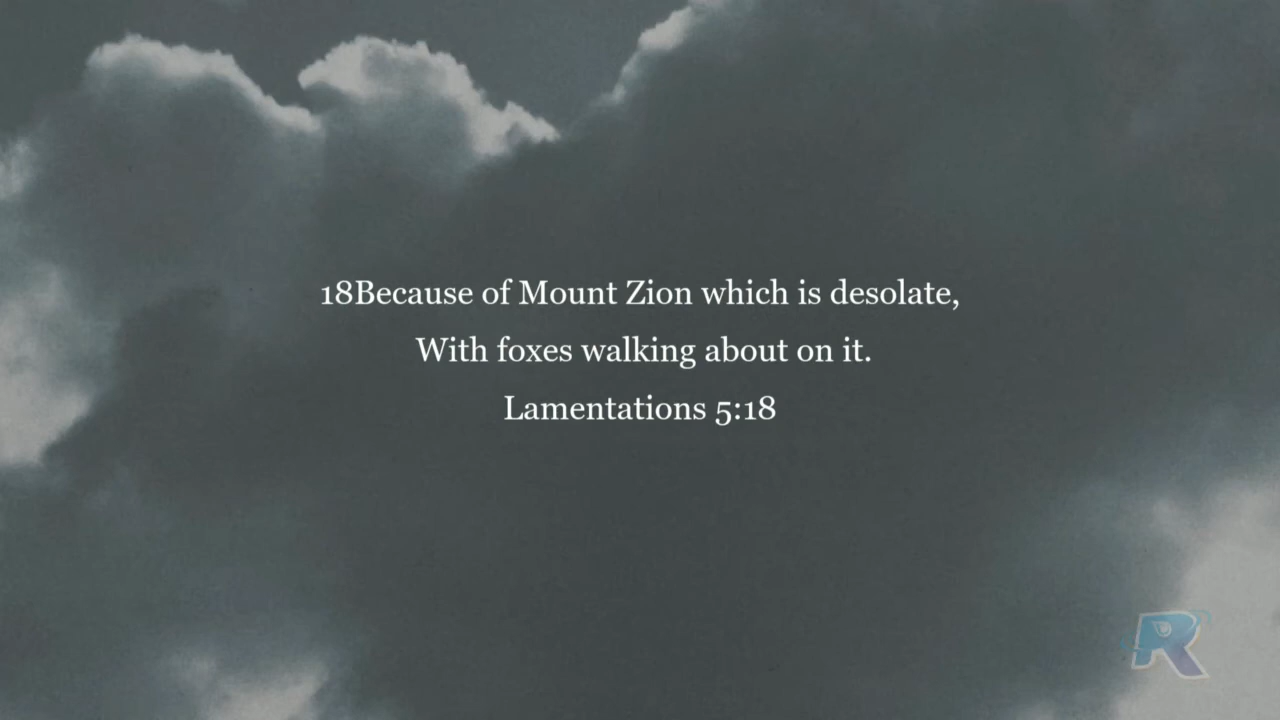 18Because of Mount Zion which is desolate,
With foxes walking about on it.
Lamentations 5:18
R